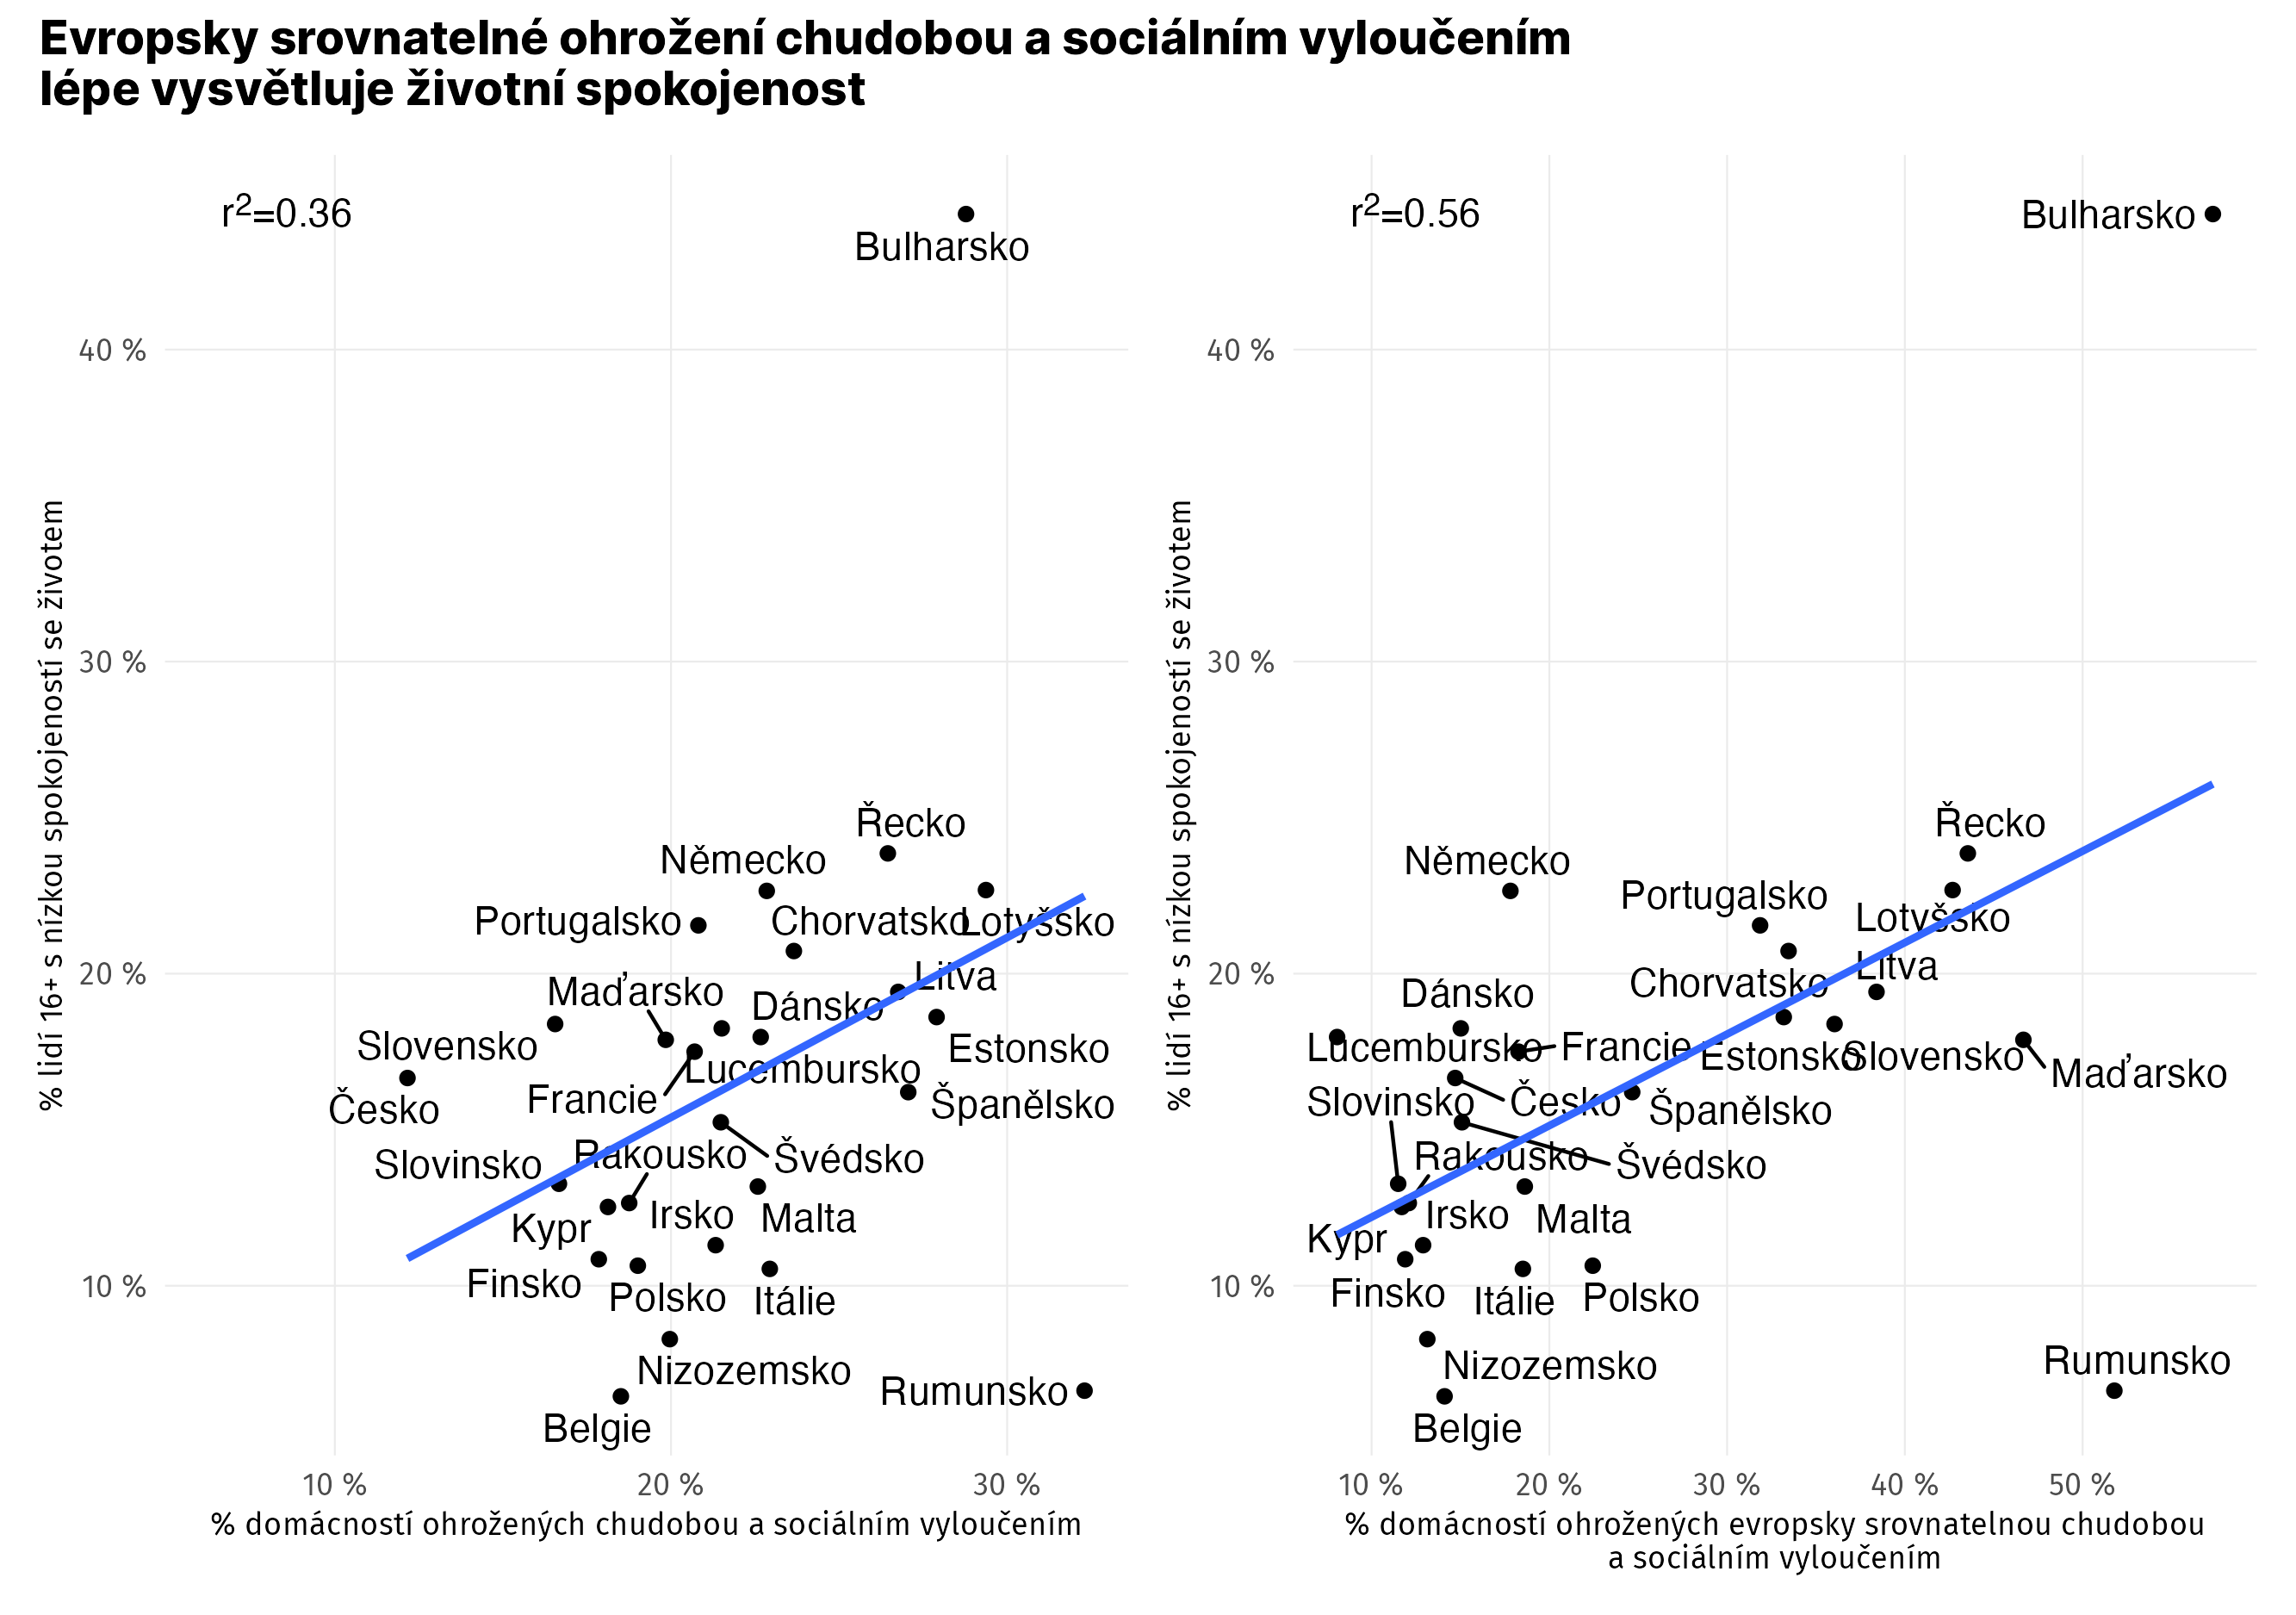 Evropsky srovnatelné ohrožení chudobou a sociálním vyloučením
lépe vysvětluje životní spokojenost
r²=0.36
Bulharsko
40 %
30 %
20 %
10 %
% lidí 16+ s nízkou spokojeností se životem
Řecko
Německo
Portugalsko
Chorvatsko
Lotyšsko
Litva
Maďarsko
Dánsko
Slovensko
Estonsko
Lucembursko
Česko
Francie
Španělsko
Rakousko
Švédsko
Slovinsko
Irsko
Malta
Kypr
Finsko
Polsko
Itálie
Nizozemsko
Rumunsko
Belgie
10 %
20 %
30 %
% domácností ohrožených chudobou a sociálním vyloučením
r²=0.56
Bulharsko
40 %
30 %
20 %
10 %
% lidí 16+ s nízkou spokojeností se životem
Řecko
Německo
Portugalsko
Lotyšsko
Litva
Chorvatsko
Dánsko
Lucembursko
Francie
Estonsko
Slovensko
Maďarsko
Slovinsko
Česko
Španělsko
Rakousko
Švédsko
Irsko
Malta
Kypr
Finsko
Itálie
Polsko
Nizozemsko
Rumunsko
Belgie
10 %
20 %
30 %
40 %
50 %
% domácností ohrožených evropsky srovnatelnou chudobou
a sociálním vyloučením